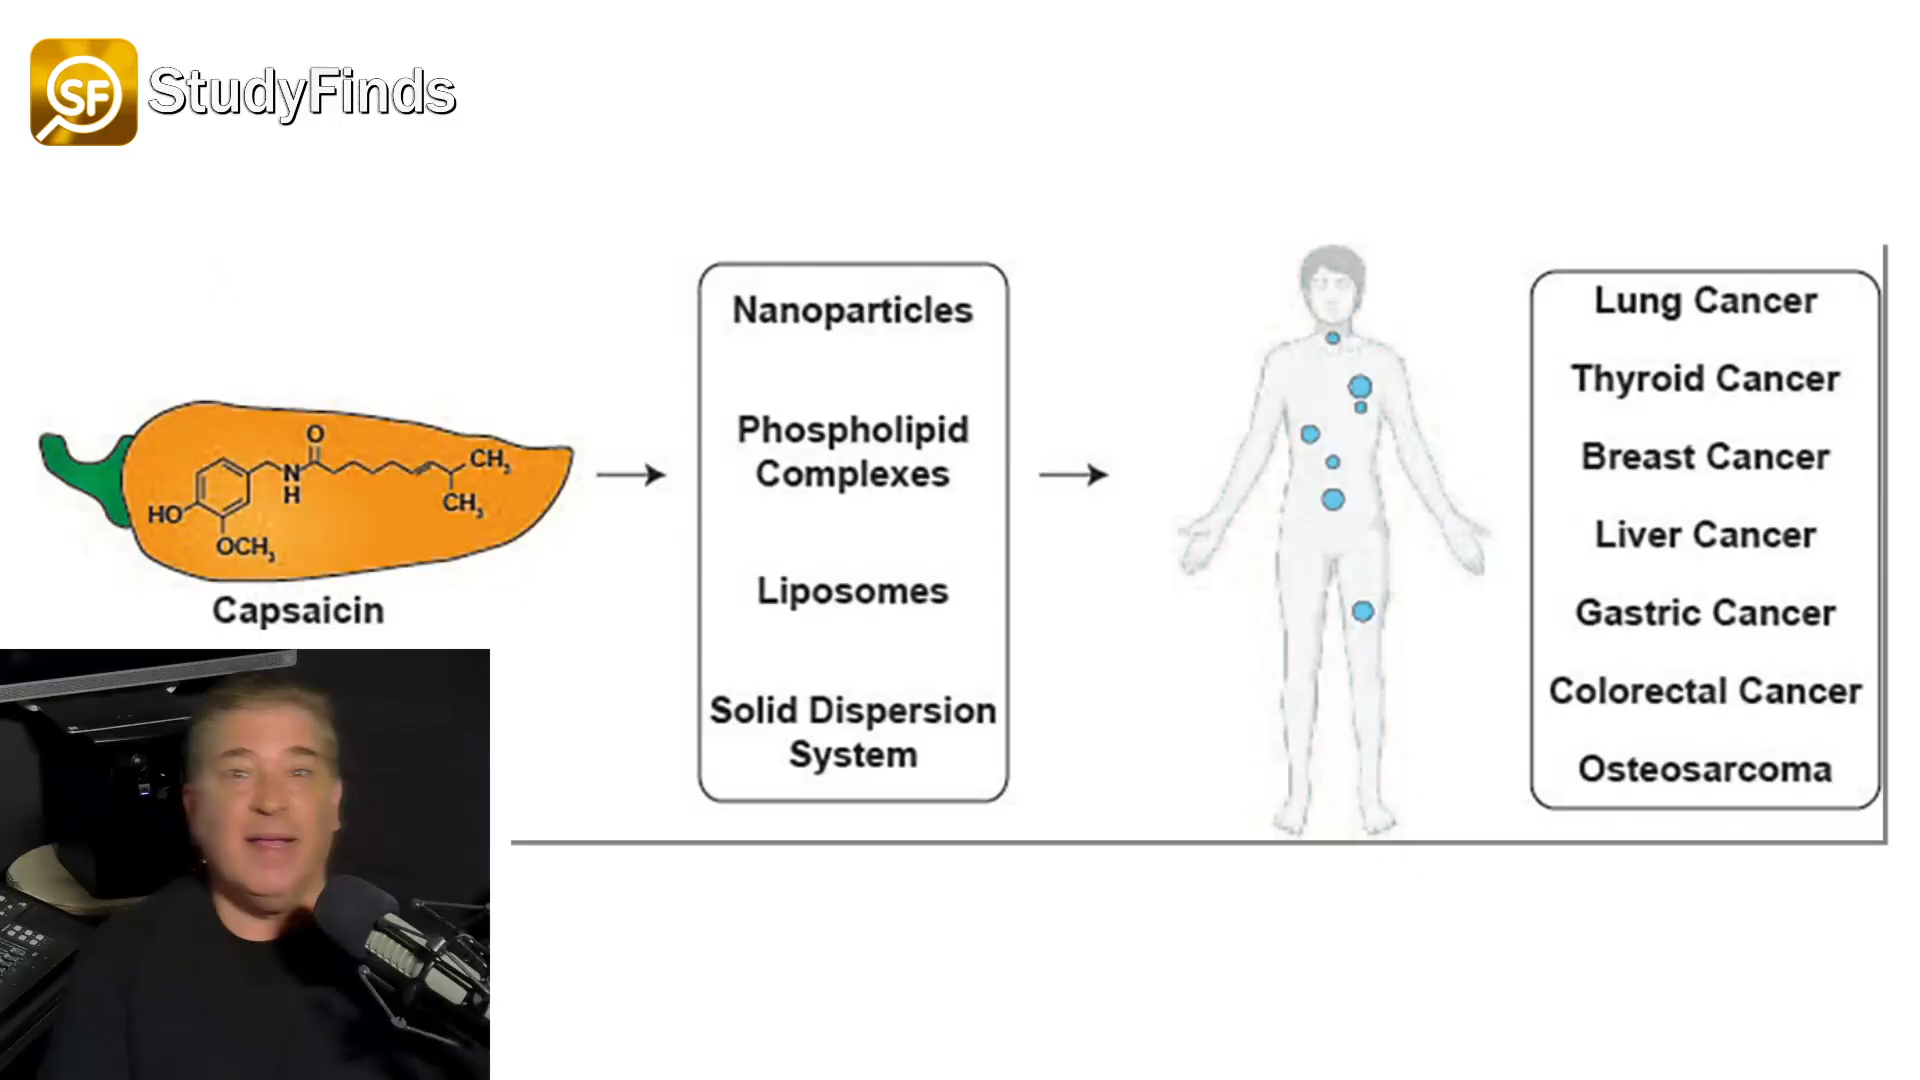 SF StudyFinds
O
CH3
N
H
CH3
HO
OCH3
Capsaicin
Nanoparticles
Phospholipid
Complexes
Liposomes
Solid Dispersion
System
Lung Cancer
Thyroid Cancer
Breast Cancer
Liver Cancer
Gastric Cancer
Colorectal Cancer
Osteosarcoma